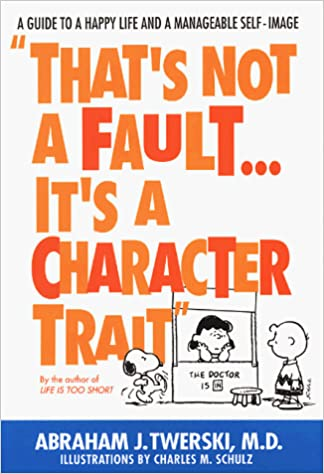 A GUIDE TO A HAPPY LIFE AND A MANAGEABLE SELF-IMAGE
"THAT'S NOT
A FAULT...
IT'S A
CHARACTER
TRAIT"
THE DOCTOR
IS IN
By the author of
LIFE IS TOO SHORT
SCHULZ
ABRAHAM J. TWERSKI, M.D.
ILLUSTRATIONS BY CHARLES M. SCHULZ